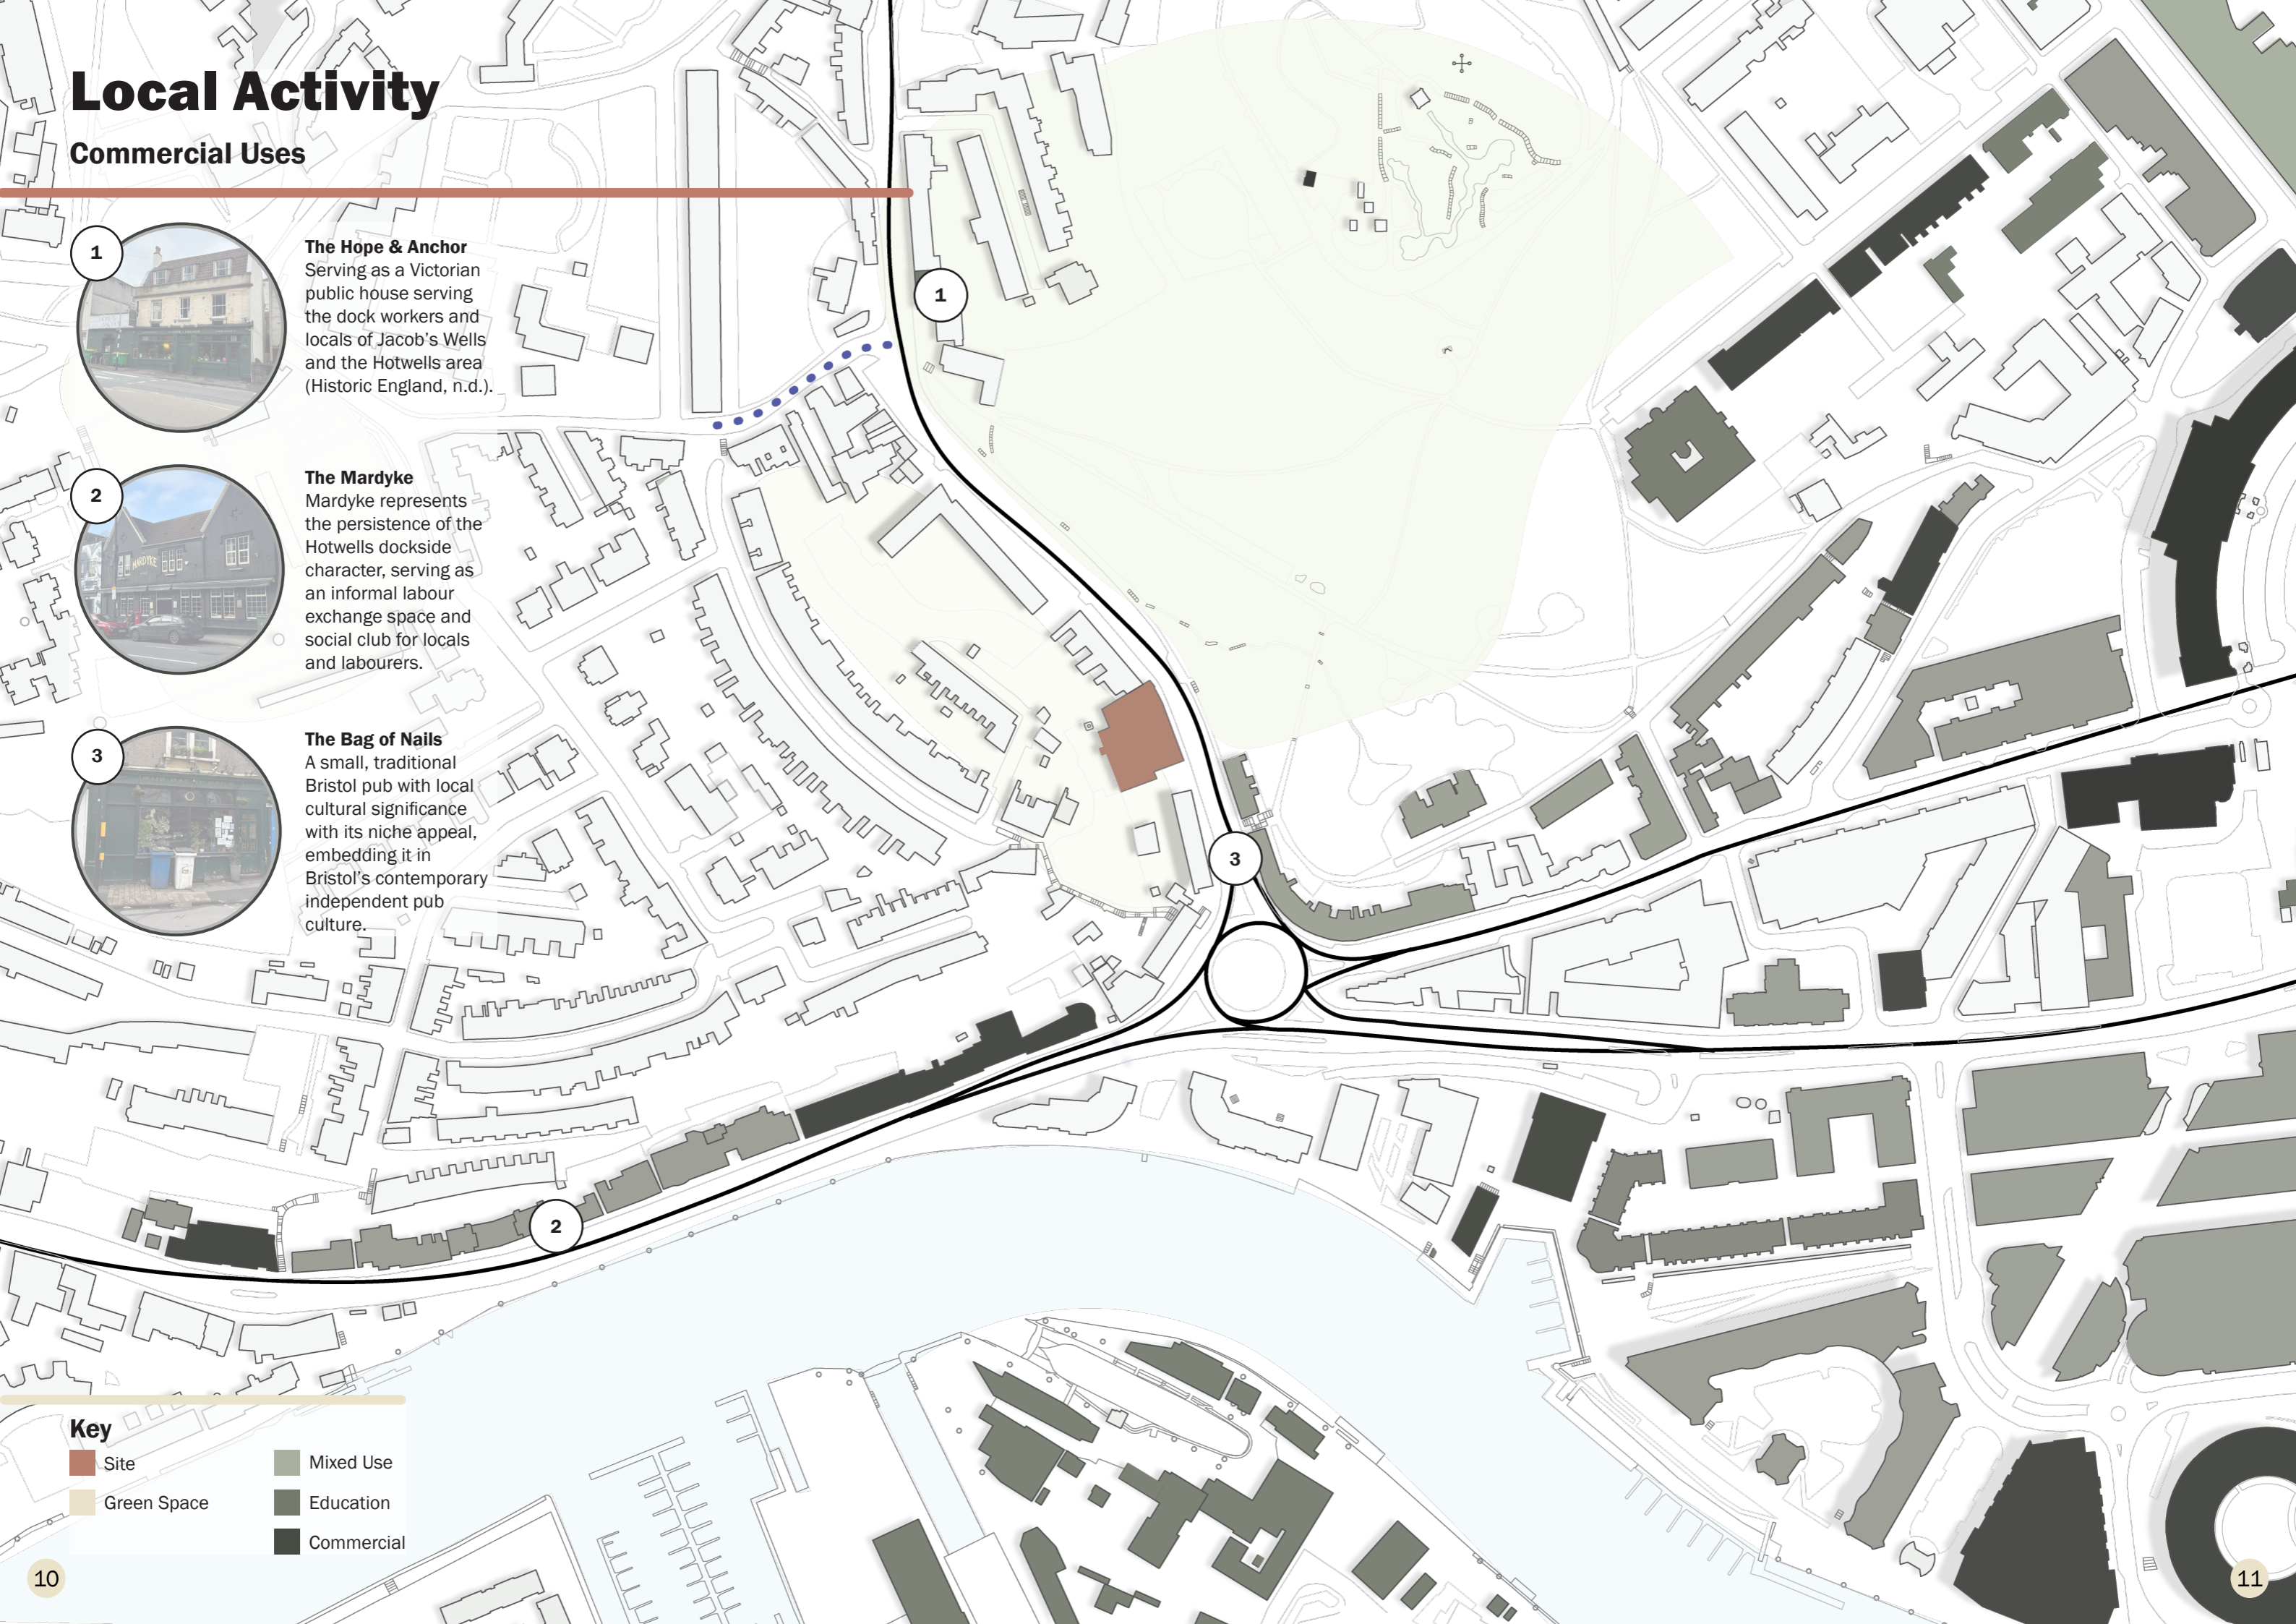 Local Activity
Commercial Uses
1
The Hope & Anchor
Serving as a Victorian
public house serving
the dock workers and
locals of Jacob's Wells
and the Hotwells area
(Historic England, n.d.).
2
The Mardyke
Mardyke represents
the persistence of the
Hotwells dockside
character, serving as
an informal labour
exchange space and
social club for locals
and labourers.
MARDYKE
3
The Bag of Nails
A small, traditional
Bristol pub with local
cultural significance
with its niche appeal,
embedding it in
Bristol's contemporary
independent pub
culture.
1
3
2
Key
Site
Green Space
Mixed Use
Education
Commercial
10
11